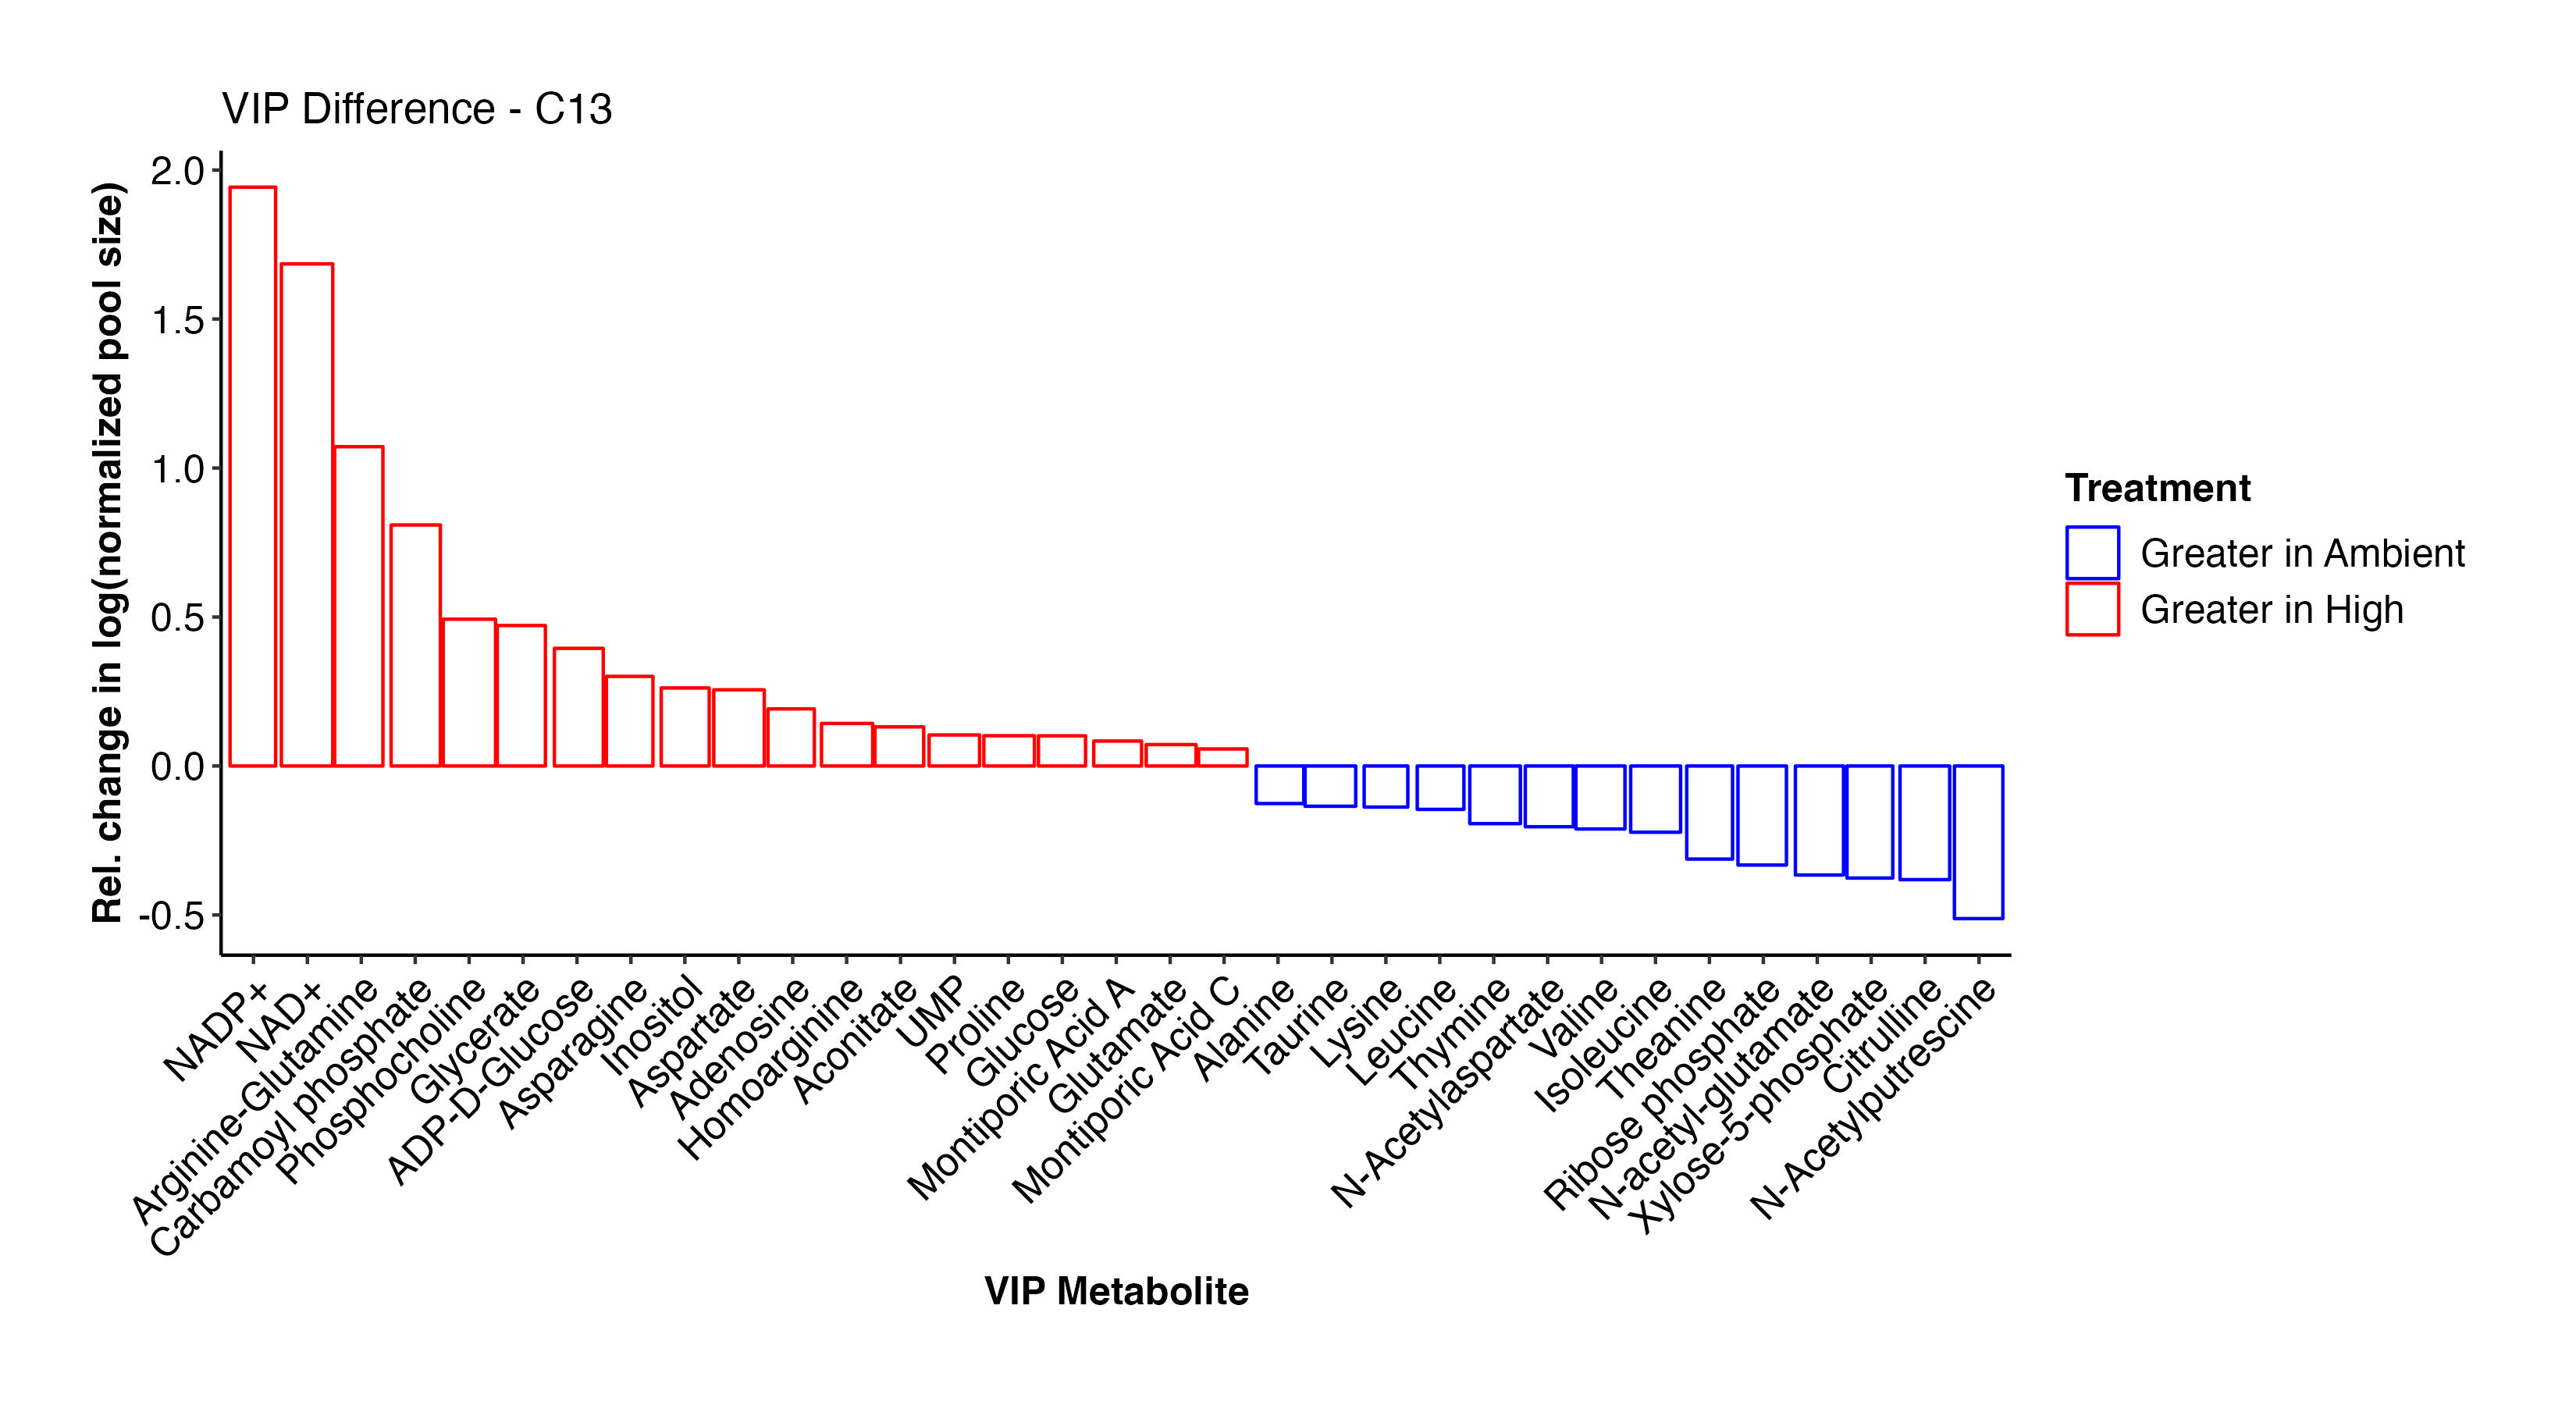 VIP Difference - C13
Rel. change in log(normalized pool size)
2.0
1.5
1.0
0.5
0.0
-0.5
NADP+
NAD+
Arginine-Glutamine
Carbamoyl phosphate
Phosphocholine
Glycerate
ADP-D-Glucose
Asparagine
Inositol
Aspartate
Adenosine
Homoarginine
Aconitate
UMP
Proline
Glucose
Montiporic Acid A
Glutamate
Montiporic Acid C
Alanine
Taurine
Lysine
Leucine
Thymine
N-Acetylaspartate
Valine
Isoleucine
Theanine
Ribose phosphate
N-acetyl-glutamate
Xylose-5-phosphate
Citrulline
N-Acetylputrescine
VIP Metabolite
Treatment
Greater in Ambient
Greater in High